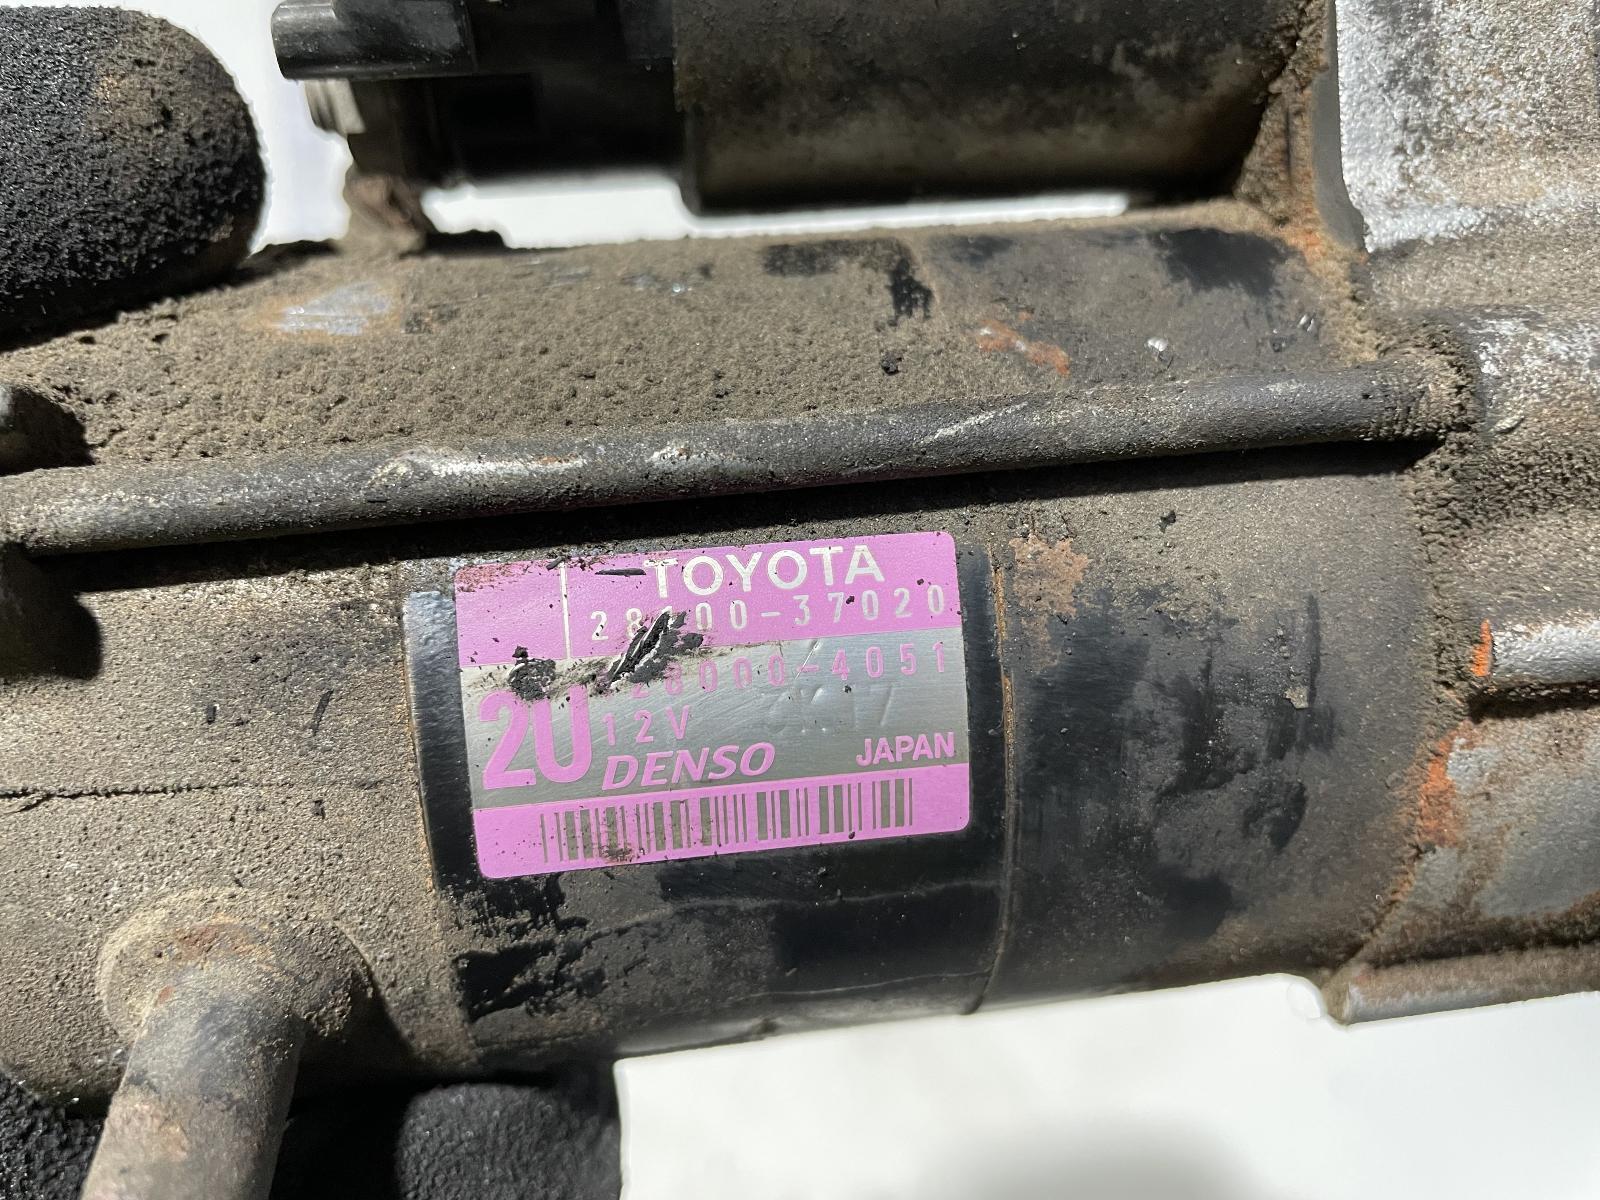 TOYOTA
28100-37020
228000-4051
2U
12V
DENSO
JAPAN